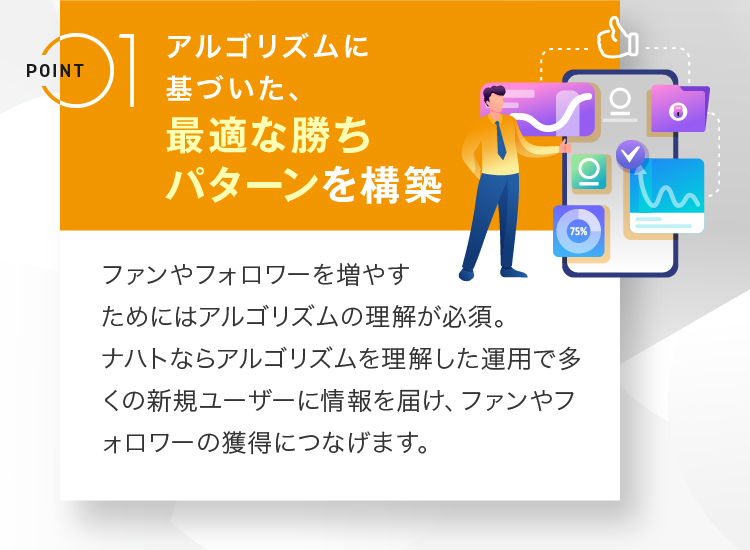 POINT 01
アルゴリズムに
基づいた、
最適な勝ち
パターンを構築
75%
ファンやフォロワーを増やす
ためにはアルゴリズムの理解が必須。
ナハトならアルゴリズムを理解した運用で多
くの新規ユーザーに情報を届け、ファンやフ
ォロワーの獲得につなげます。